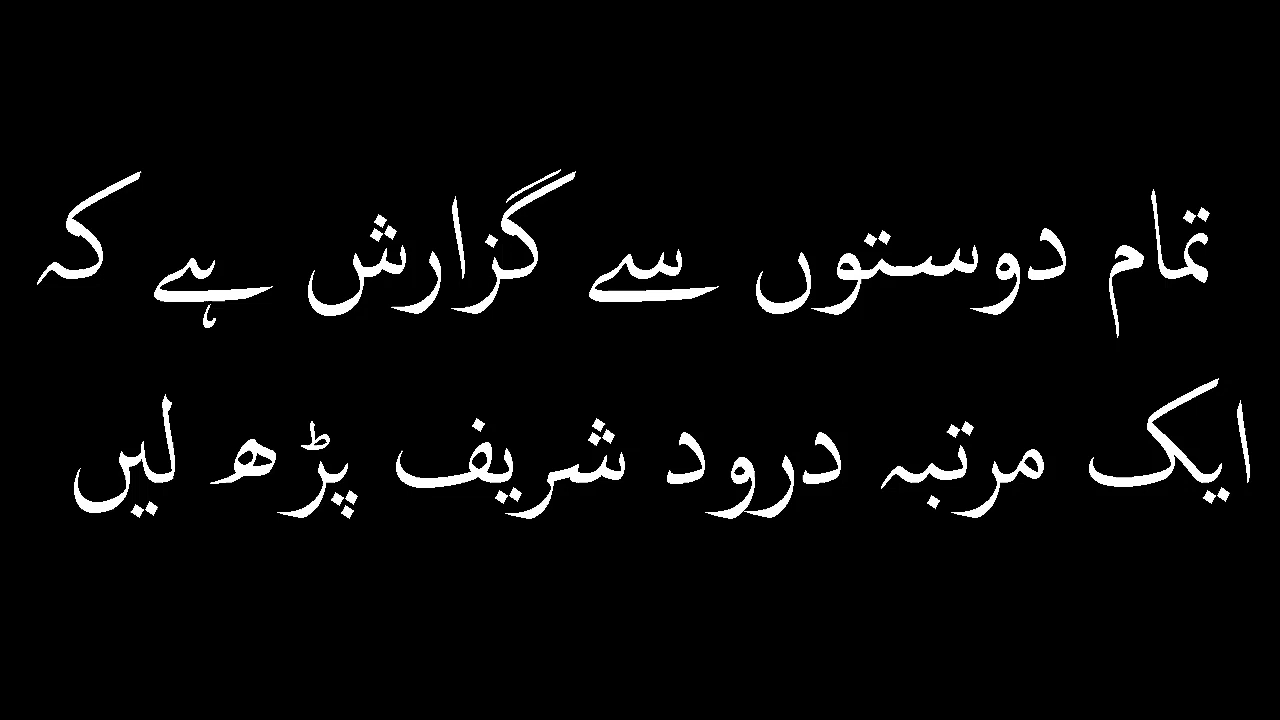 تمام دوستوں سے گزارش ہے کہ
ایک مرتبہ درود شریف پڑھ لیں